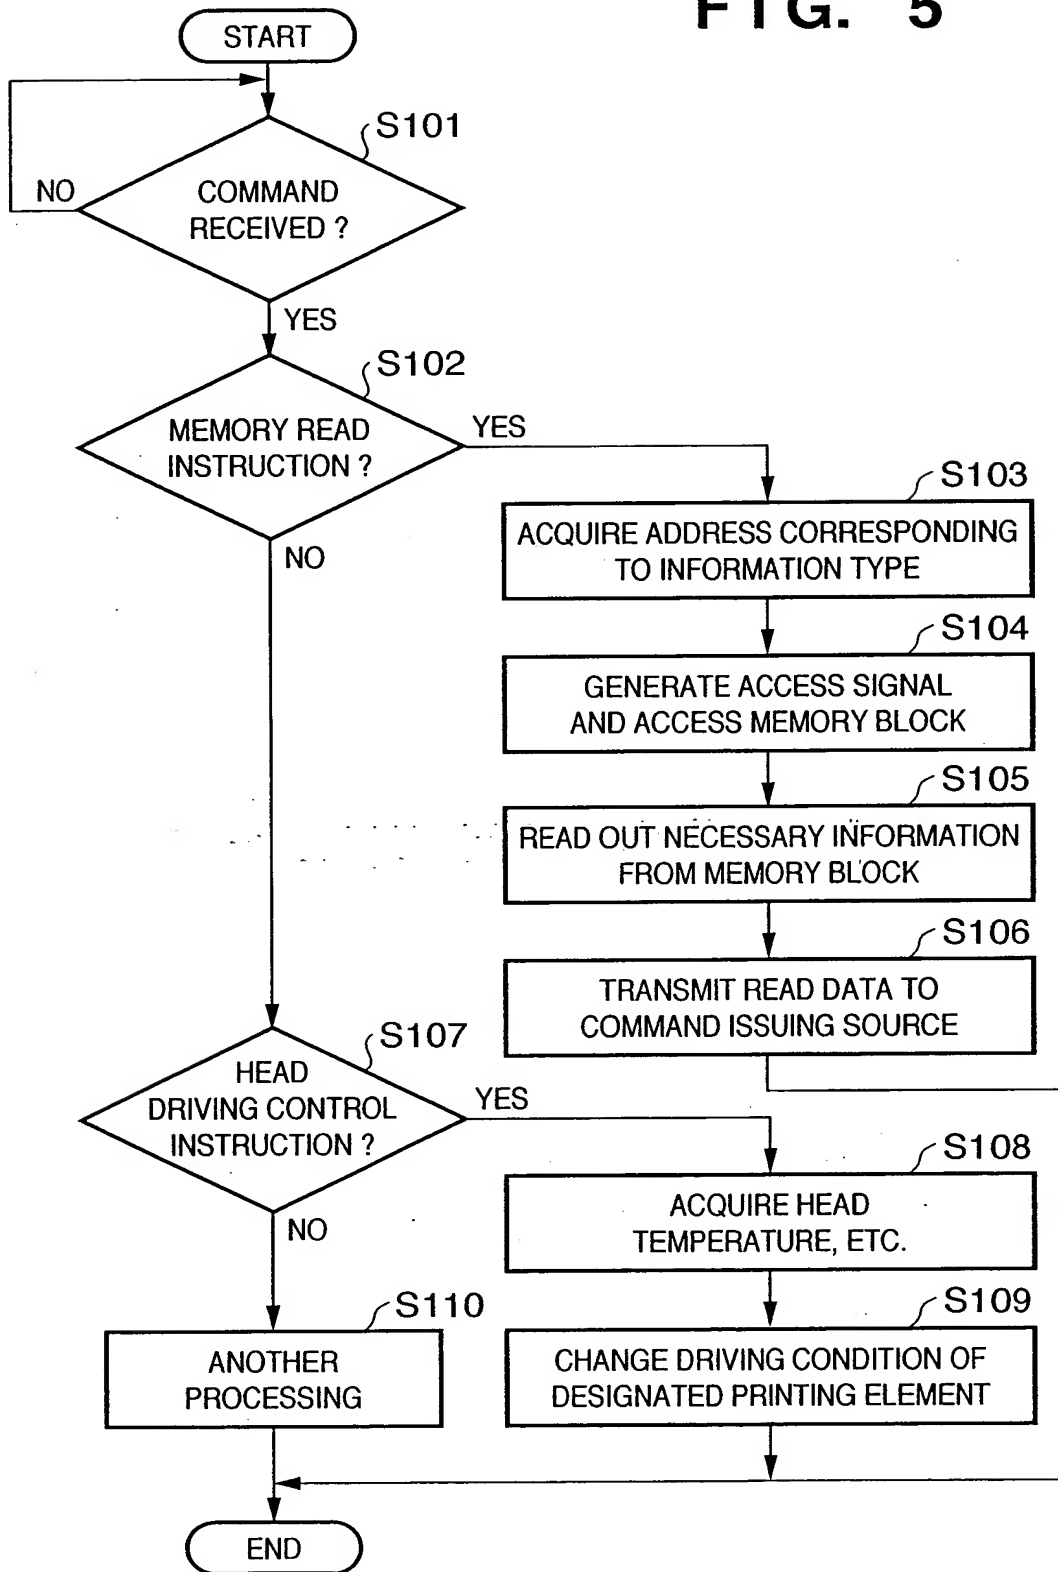 FIG. 5
START
S101
NO
COMMAND
RECEIVED ?
YES
S102
MEMORY READ
INSTRUCTION ?
YES
NO
S103
ACQUIRE ADDRESS CORRESPONDING
TO INFORMATION TYPE
S104
GENERATE ACCESS SIGNAL
AND ACCESS MEMORY BLOCK
S105
READ OUT NECESSARY INFORMATION
FROM MEMORY BLOCK
S106
TRANSMIT READ DATA TO
COMMAND ISSUING SOURCE
S107
HEAD
DRIVING CONTROL
INSTRUCTION ?
YES
NO
S108
ACQUIRE HEAD
TEMPERATURE, ETC.
S109
CHANGE DRIVING CONDITION OF
DESIGNATED PRINTING ELEMENT
S110
ANOTHER
PROCESSING
END